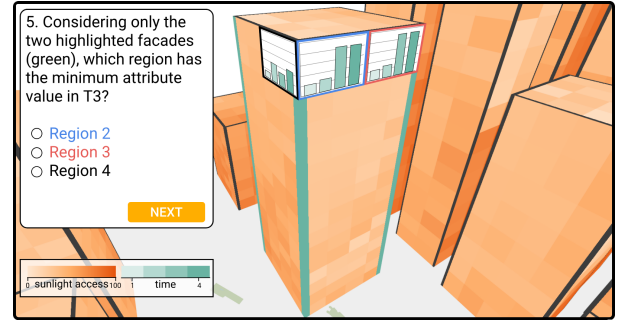 5. Considering only the
two highlighted facades
(green), which region has
the minimum attribute
value in T3?
Region 2
Region 3
Region 4
NEXT
0 sunlight access 100 1 time 4